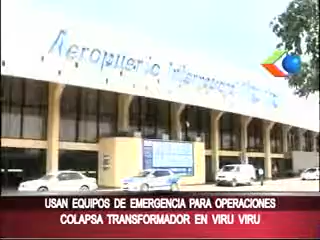 Aeropuerto Internacional
USAN EQUIPOS DE EMERGENCIA PARA OPERACIONES
COLAPSA TRANSFORMADOR EN VIRU VIRU